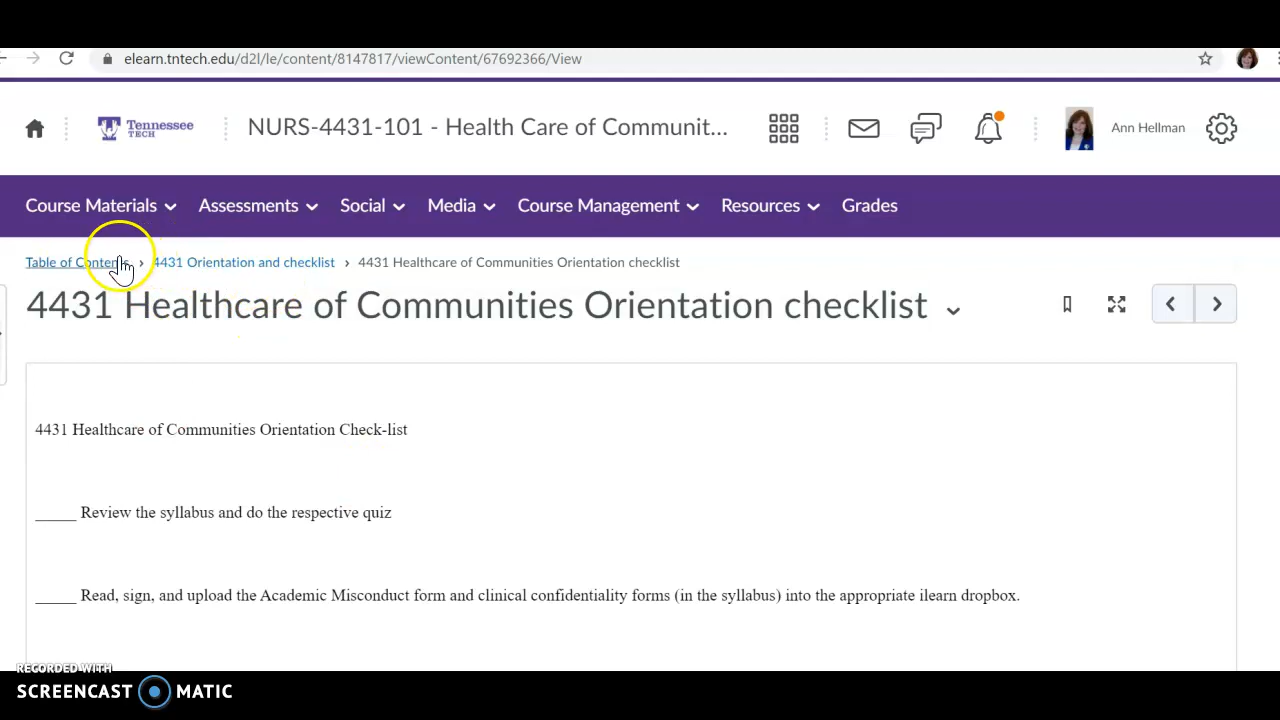 elearn.tntech.edu/d2l/le/content/8147817/viewContent/67692366/View
Tennessee
TECH
NURS-4431-101 - Health Care of Communit...
Ann Hellman
Course Materials
Assessments
Social
Media
Course Management
Resources
Grades
Table of Contents › 4431 Orientation and checklist › 4431 Healthcare of Communities Orientation checklist
4431 Healthcare of Communities Orientation checklist
4431 Healthcare of Communities Orientation Check-list
_____ Review the syllabus and do the respective quiz
_____ Read, sign, and upload the Academic Misconduct form and clinical confidentiality forms (in the syllabus) into the appropriate ilearn dropbox.
RECORDED WITH
SCREENCAST MATIC